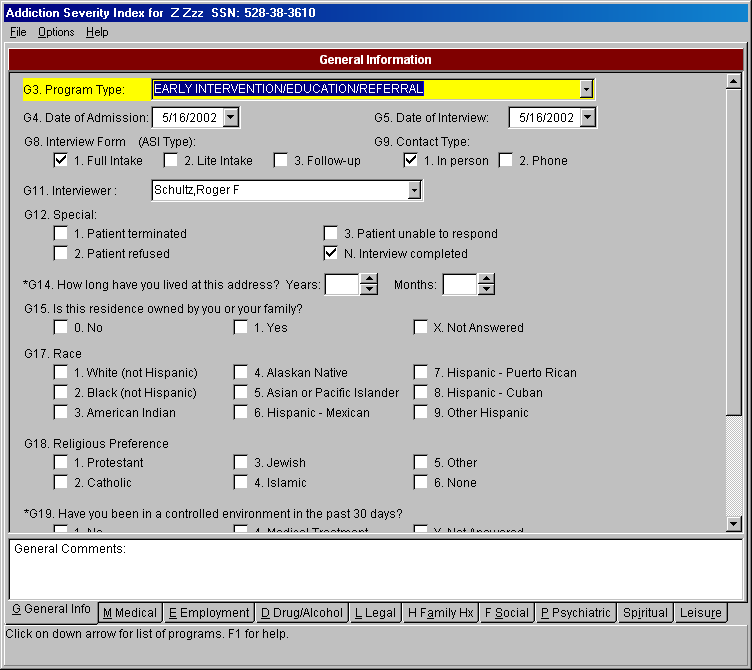 Addiction Severity Index for Z Zzz SSN: 528-38-3610
File Options Help
General Information
G3. Program Type: EARLY INTERVENTION/EDUCATION/REFERRAL
G4. Date of Admission: 5/16/2002 G5. Date of Interview: 5/16/2002
G8. Interview Form (ASI Type): G9. Contact Type:
1. Full Intake 2. Lite Intake 3. Follow-up 1. In person 2. Phone
G11. Interviewer : Schultz,Roger F
G12. Special:
1. Patient terminated 3. Patient unable to respond
2. Patient refused N. Interview completed
*G14. How long have you lived at this address? Years: Months:
G15. Is this residence owned by you or your family?
0. No 1. Yes X. Not Answered
G17. Race
1. White (not Hispanic) 4. Alaskan Native 7. Hispanic - Puerto Rican
2. Black (not Hispanic) 5. Asian or Pacific Islander 8. Hispanic - Cuban
3. American Indian 6. Hispanic - Mexican 9. Other Hispanic
G18. Religious Preference
1. Protestant 3. Jewish 5. Other
2. Catholic 4. Islamic 6. None
*G19. Have you been in a controlled environment in the past 30 days?
1. No 4. Medical Treatment X. Not Answered
General Comments:
G General Info M Medical E Employment D Drug/Alcohol L Legal H Family Hx F Social P Psychiatric Spiritual Leisure
Click on down arrow for list of programs. F1 for help.